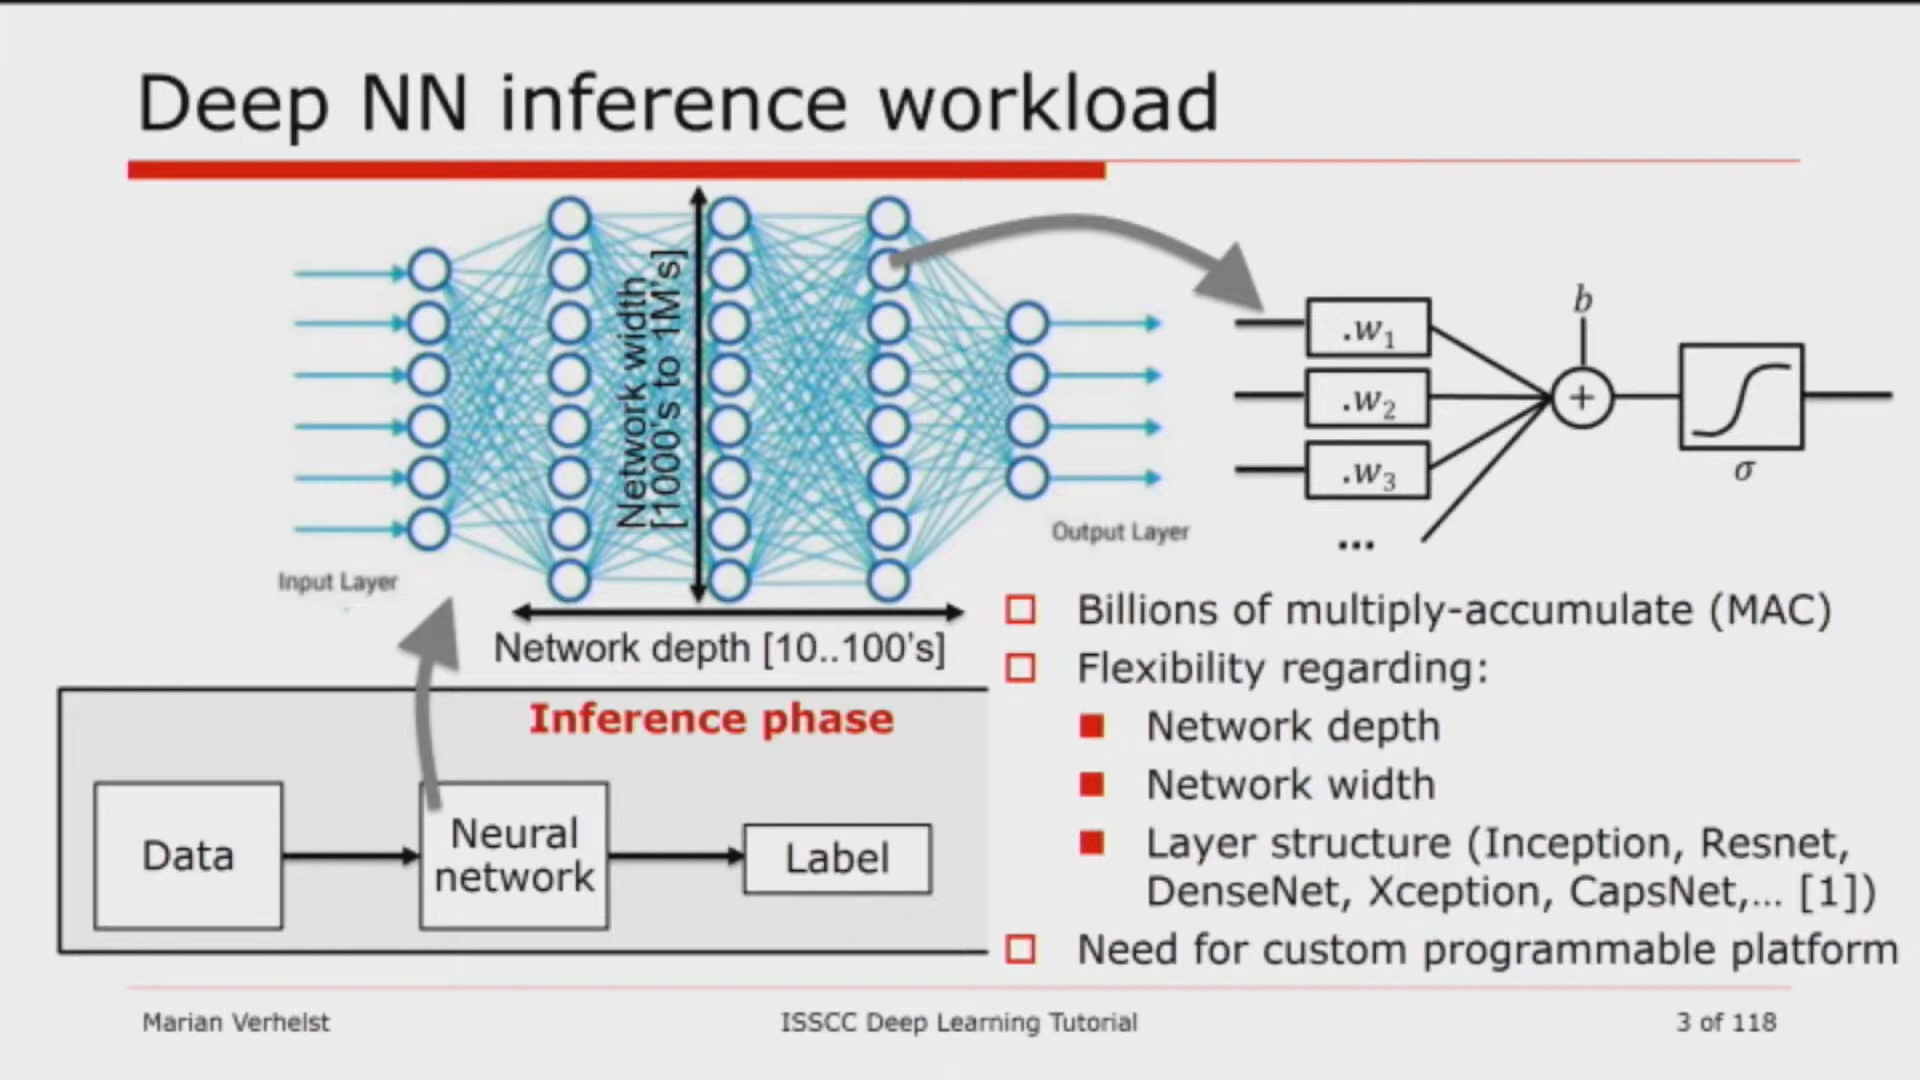 Deep NN inference workload
Network width
[1000's to 1M's]
b
.w1
.w2
+
.w3
σ
...
Output Layer
Input Layer
Network depth [10..100's]
Inference phase
Data
Neural
network
Label
Billions of multiply-accumulate (MAC)
Flexibility regarding:
Network depth
Network width
Layer structure (Inception, Resnet,
DenseNet, Xception, CapsNet,... [1])
Need for custom programmable platform
Marian Verhelst
ISSCC Deep Learning Tutorial
3 of 118